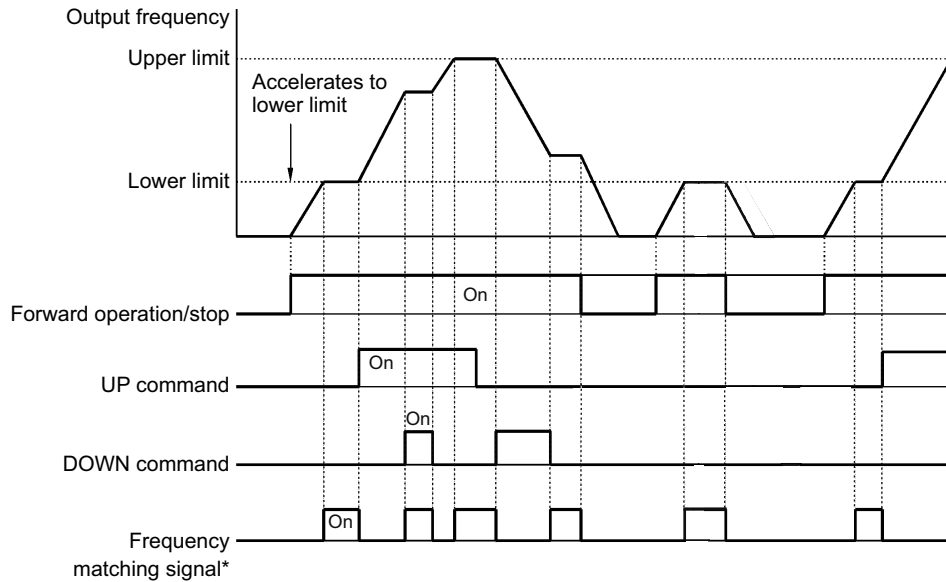 Output frequency
Upper limit
Accelerates to
lower limit
Lower limit
On
Forward operation/stop
On
UP command
On
DOWN command
On
Frequency
matching signal*